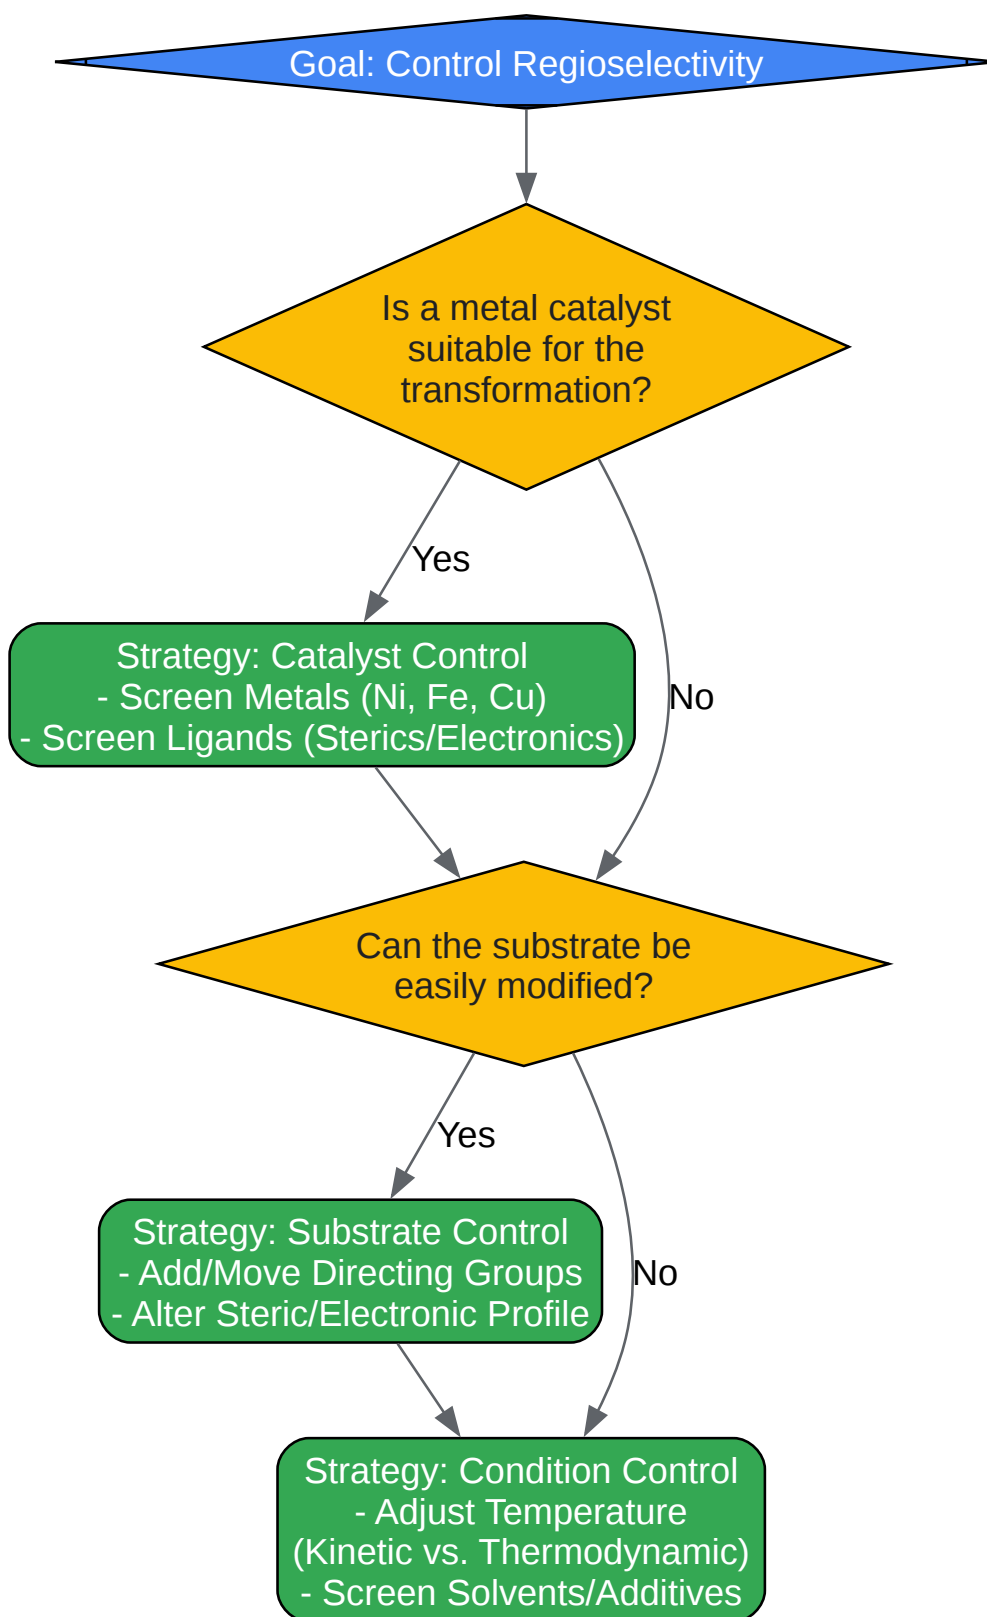 Goal: Control Regioselectivity
Is a metal catalyst
suitable for the
transformation?
Yes
Strategy: Catalyst Control
- Screen Metals (Ni, Fe, Cu)
- Screen Ligands (Sterics/Electronics)
No
Can the substrate be
easily modified?
Yes
Strategy: Substrate Control
- Add/Move Directing Groups
- Alter Steric/Electronic Profile
No
Strategy: Condition Control
- Adjust Temperature
(Kinetic vs. Thermodynamic)
- Screen Solvents/Additives